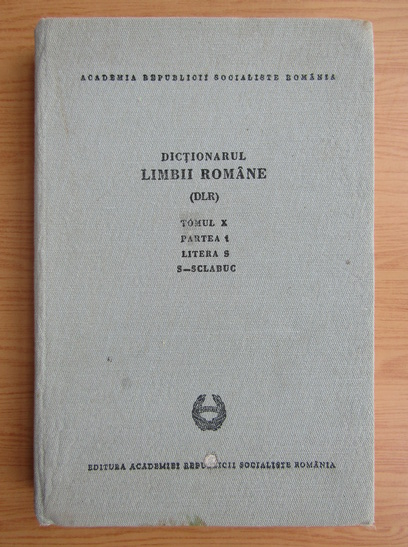 ACADEMIA REPUBLICII SOCIALISTE ROMÂNIA
DICȚIONARUL
LIMBII ROMÂNE
(DLR)
TOMUL X
PARTEA 1
LITERA S
S—SCLABUC
EDITURA ACADEMIEI REPUBLICII SOCIALISTE ROMÂNIA